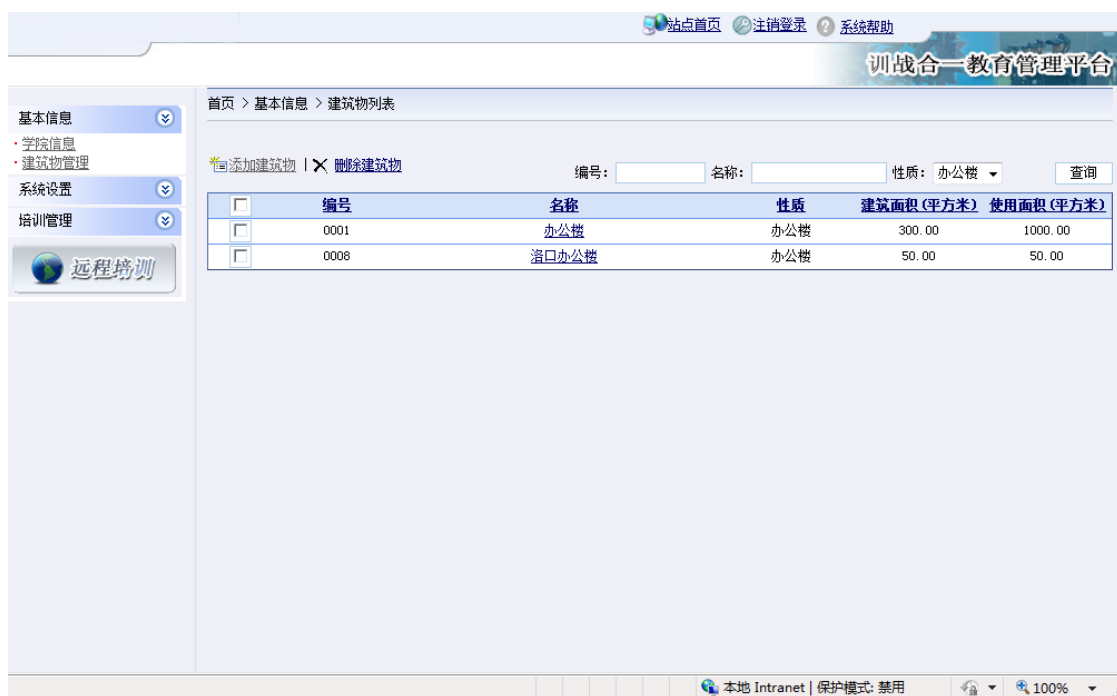 站点首页 注销登录 系统帮助
训战合一教育管理平台
首页 > 基本信息 > 建筑物列表
基本信息
·学院信息
·建筑物管理
系统设置
培训管理
远程培训
添加建筑物 | 删除建筑物 编号： 名称： 性质： 办公楼 查询
编号 名称 性质 建筑面积(平方米) 使用面积(平方米)
0001 办公楼 办公楼 300.00 1000.00
0008 洛口办公楼 办公楼 50.00 50.00
本地 Intranet | 保护模式: 禁用 100%